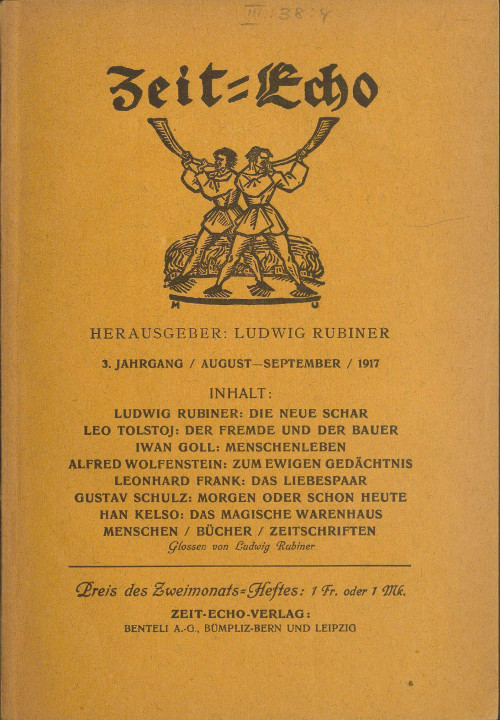 III : 38 : 4
Zeit=Echo
M U
HERAUSGEBER: LUDWIG RUBINER
3. JAHRGANG / AUGUST—SEPTEMBER / 1917
INHALT:
LUDWIG RUBINER: DIE NEUE SCHAR
LEO TOLSTOJ: DER FREMDE UND DER BAUER
IWAN GOLL: MENSCHENLEBEN
ALFRED WOLFENSTEIN: ZUM EWIGEN GEDÄCHTNIS
LEONHARD FRANK: DAS LIEBESPAAR
GUSTAV SCHULZ: MORGEN ODER SCHON HEUTE
HAN KELSO: DAS MAGISCHE WARENHAUS
MENSCHEN / BÜCHER / ZEITSCHRIFTEN
Glossen von Ludwig Rubiner
Preis des Zweimonats=Heftes: 1 Fr. oder 1 Mk.
ZEIT-ECHO-VERLAG:
BENTELI A.-G., BÜMPLIZ-BERN UND LEIPZIG